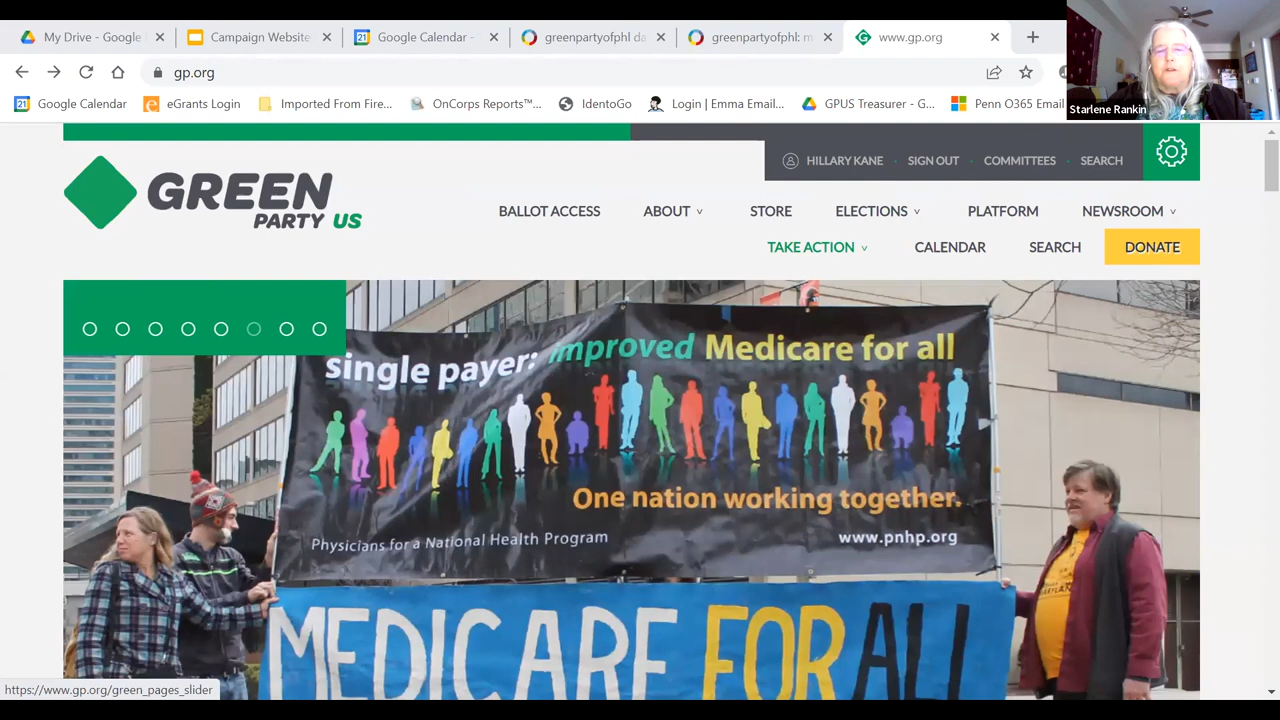 My Drive - Google
Campaign Website
Google Calendar -
greenpartyofphl da
greenpartyofphl: m
www.gp.org
gp.org
Google Calendar
eGrants Login
Imported From Fire...
OnCorps Reports™...
IdentoGo
Login | Emma Email...
GPUS Treasurer - G...
Penn O365 Email
Starlene Rankin
HILLARY KANE
SIGN OUT
COMMITTEES
SEARCH
GREEN
PARTY US
BALLOT ACCESS
ABOUT
STORE
ELECTIONS
PLATFORM
NEWSROOM
TAKE ACTION
CALENDAR
SEARCH
DONATE
single payer: improved Medicare for all
One nation working together.
Physicians for a National Health Program
www.pnhp.org
MEDICARE FOR ALL
https://www.gp.org/green_pages_slider